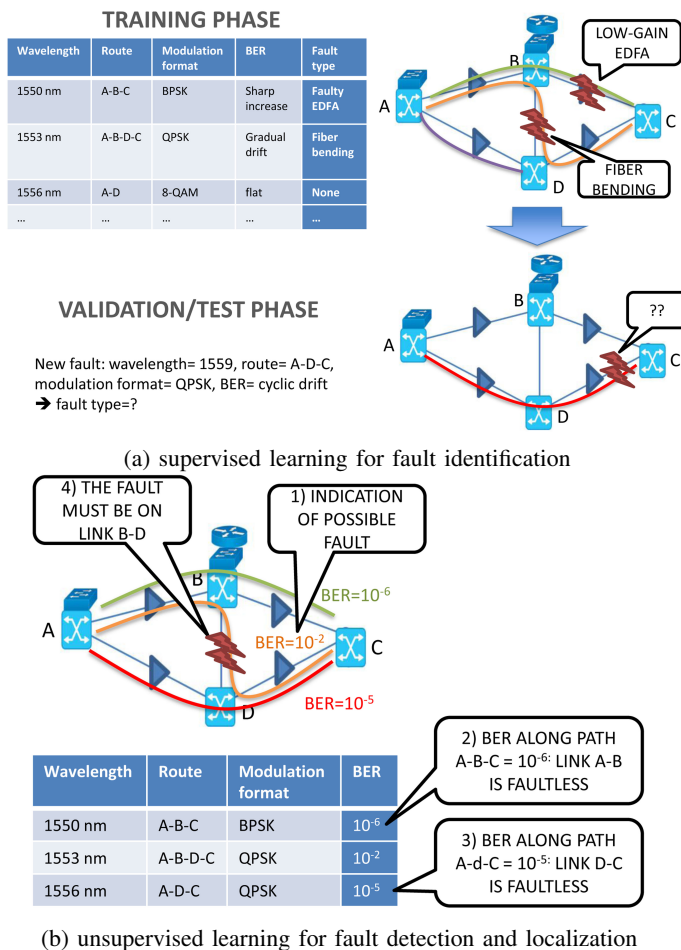 TRAINING PHASE
Wavelength Route Modulation format BER Fault type
1550 nm A-B-C BPSK Sharp increase Faulty EDFA
1553 nm A-B-D-C QPSK Gradual drift Fiber bending
1556 nm A-D 8-QAM flat None
... ... ... ... ...
LOW-GAIN
EDFA
B
A
C
D
FIBER
BENDING
VALIDATION/TEST PHASE
New fault: wavelength= 1559, route= A-D-C,
modulation format= QPSK, BER= cyclic drift
➔ fault type=?
B
??
A
C
D
(a) supervised learning for fault identification
4) THE FAULT
MUST BE ON
LINK B-D
1) INDICATION
OF POSSIBLE
FAULT
B
BER=10⁻⁶
A
BER=10⁻²
C
D
BER=10⁻⁵
Wavelength Route Modulation format BER
1550 nm A-B-C BPSK 10⁻⁶
1553 nm A-B-D-C QPSK 10⁻²
1556 nm A-D-C QPSK 10⁻⁵
2) BER ALONG PATH
A-B-C = 10⁻⁶: LINK A-B
IS FAULTLESS
3) BER ALONG PATH
A-d-C = 10⁻⁵: LINK D-C
IS FAULTLESS
(b) unsupervised learning for fault detection and localization